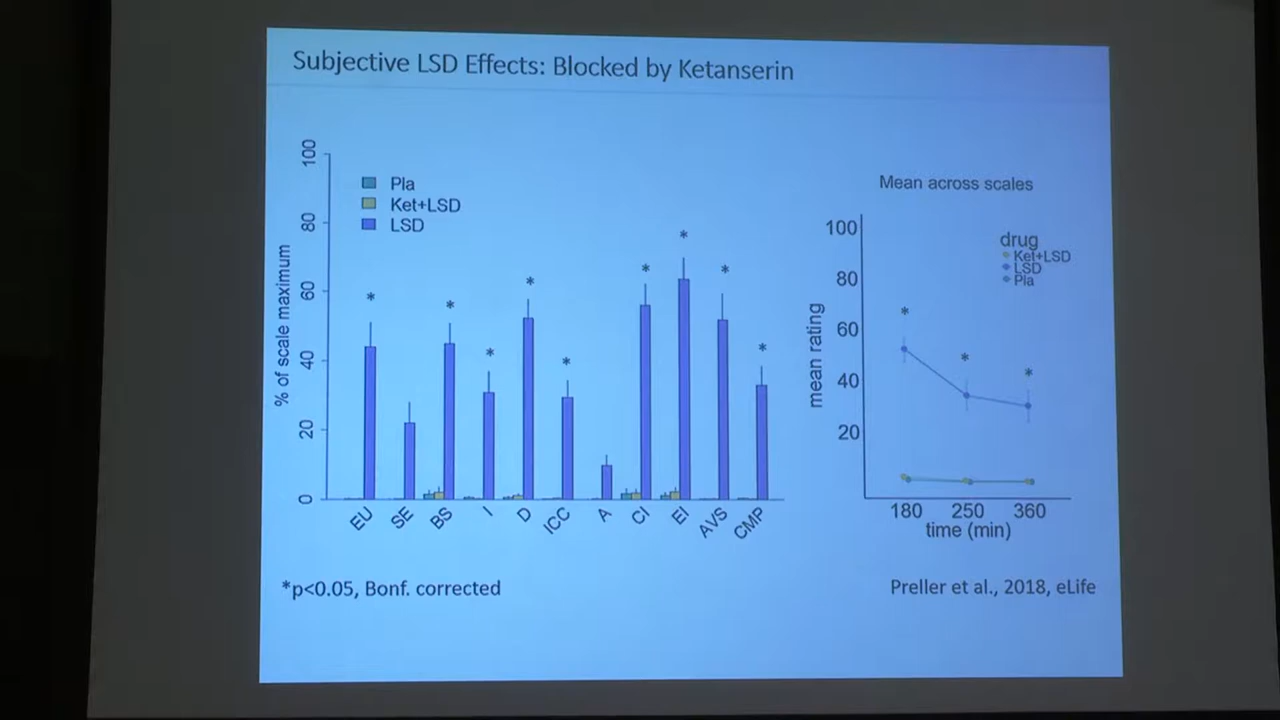 Subjective LSD Effects: Blocked by Ketanserin
% of scale maximum
100
80
60
40
20
0
Pla
Ket+LSD
LSD
*
*
*
*
*
*
*
*
*
EU
SE
BS
I
D
ICC
A
CI
EI
AVS
CMP
*p<0.05, Bonf. corrected
Mean across scales
mean rating
100
80
60
40
20
drug
Ket+LSD
LSD
Pla
*
*
*
180 250 360
time (min)
Preller et al., 2018, eLife